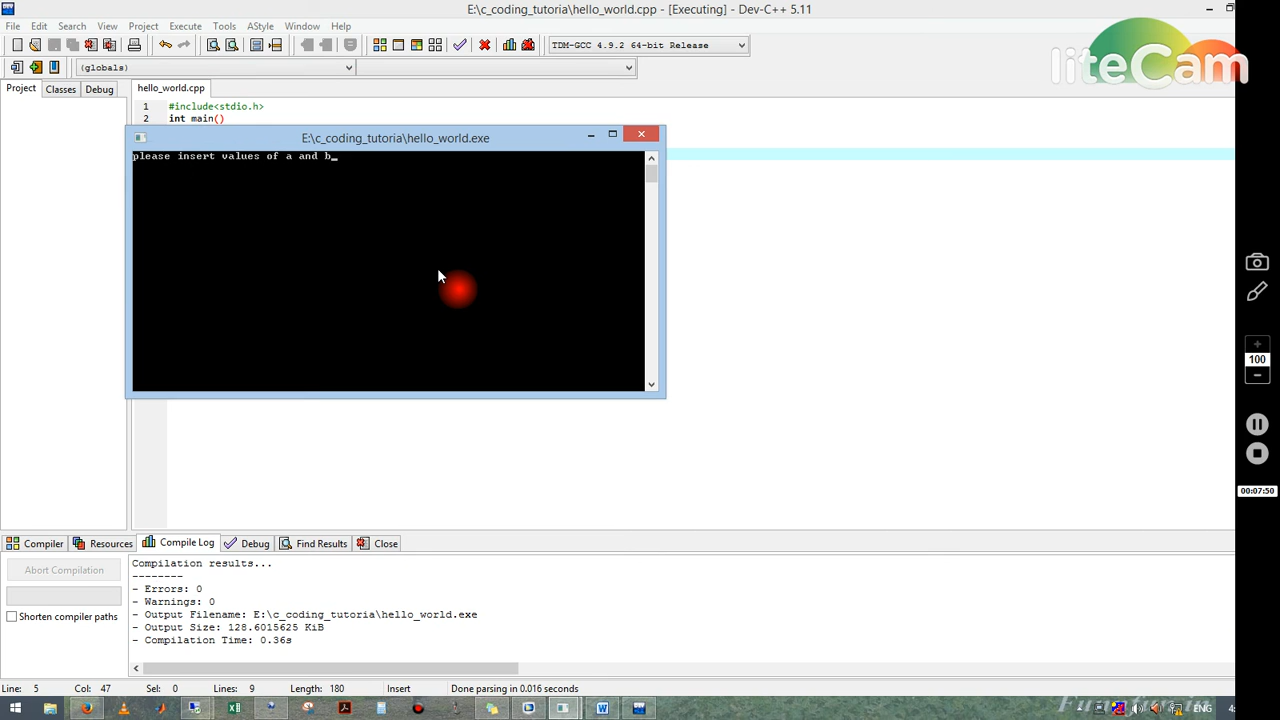 E:\c_coding_tutoria\hello_world.cpp - [Executing] - Dev-C++ 5.11
File Edit Search View Project Execute Tools AStyle Window Help
TDM-GCC 4.9.2 64-bit Release
liteCam
(globals)
Project Classes Debug
hello_world.cpp
1 #include<stdio.h>
2 int main()
E:\c_coding_tutoria\hello_world.exe
please insert values of a and b_
100
00:07:50
Compiler Resources Compile Log Debug Find Results Close
Abort Compilation
Shorten compiler paths
Compilation results...
--------
- Errors: 0
- Warnings: 0
- Output Filename: E:\c_coding_tutoria\hello_world.exe
- Output Size: 128.6015625 KiB
- Compilation Time: 0.36s
Line: 5 Col: 47 Sel: 0 Lines: 9 Length: 180 Insert Done parsing in 0.016 seconds
ENG